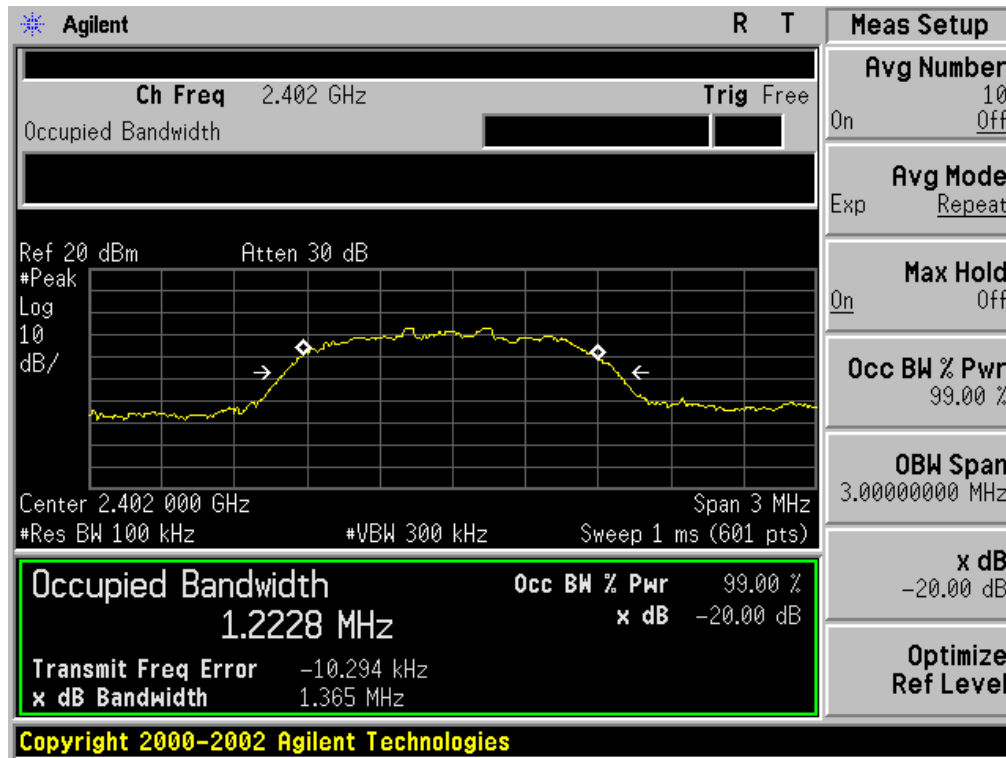 Agilent R T Meas Setup
Ch Freq 2.402 GHz Trig Free
Occupied Bandwidth
Ref 20 dBm Atten 30 dB
#Peak
Log
10
dB/
Center 2.402 000 GHz Span 3 MHz
#Res BW 100 kHz #VBW 300 kHz Sweep 1 ms (601 pts)
Occupied Bandwidth Occ BW % Pwr 99.00 %
1.2228 MHz x dB -20.00 dB
Transmit Freq Error -10.294 kHz
x dB Bandwidth 1.365 MHz
Copyright 2000-2002 Agilent Technologies
Avg Number
10
On Off
Avg Mode
Exp Repeat
Max Hold
On Off
Occ BW % Pwr
99.00 %
OBW Span
3.00000000 MHz
x dB
-20.00 dB
Optimize
Ref Level